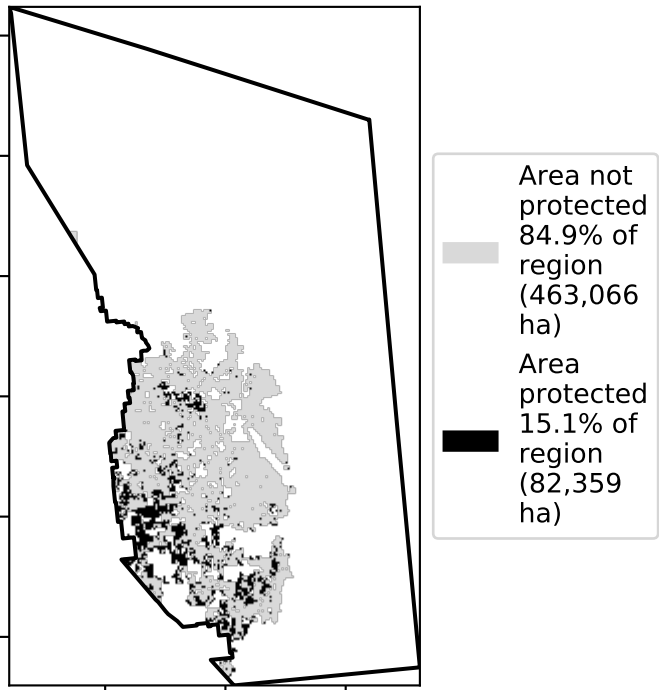 Area not
protected
84.9% of
region
(463,066
ha)
Area
protected
15.1% of
region
(82,359
ha)